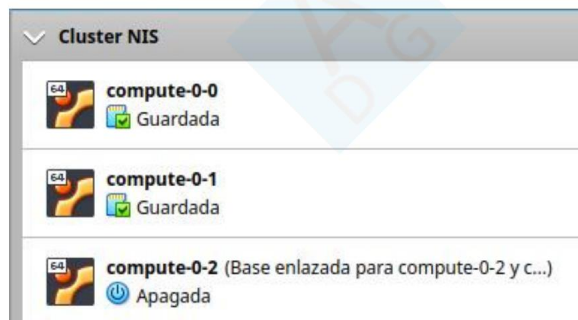 Cluster NIS
64
compute-0-0
Guardada
64
compute-0-1
Guardada
64
compute-0-2 (Base enlazada para compute-0-2 y c...)
Apagada